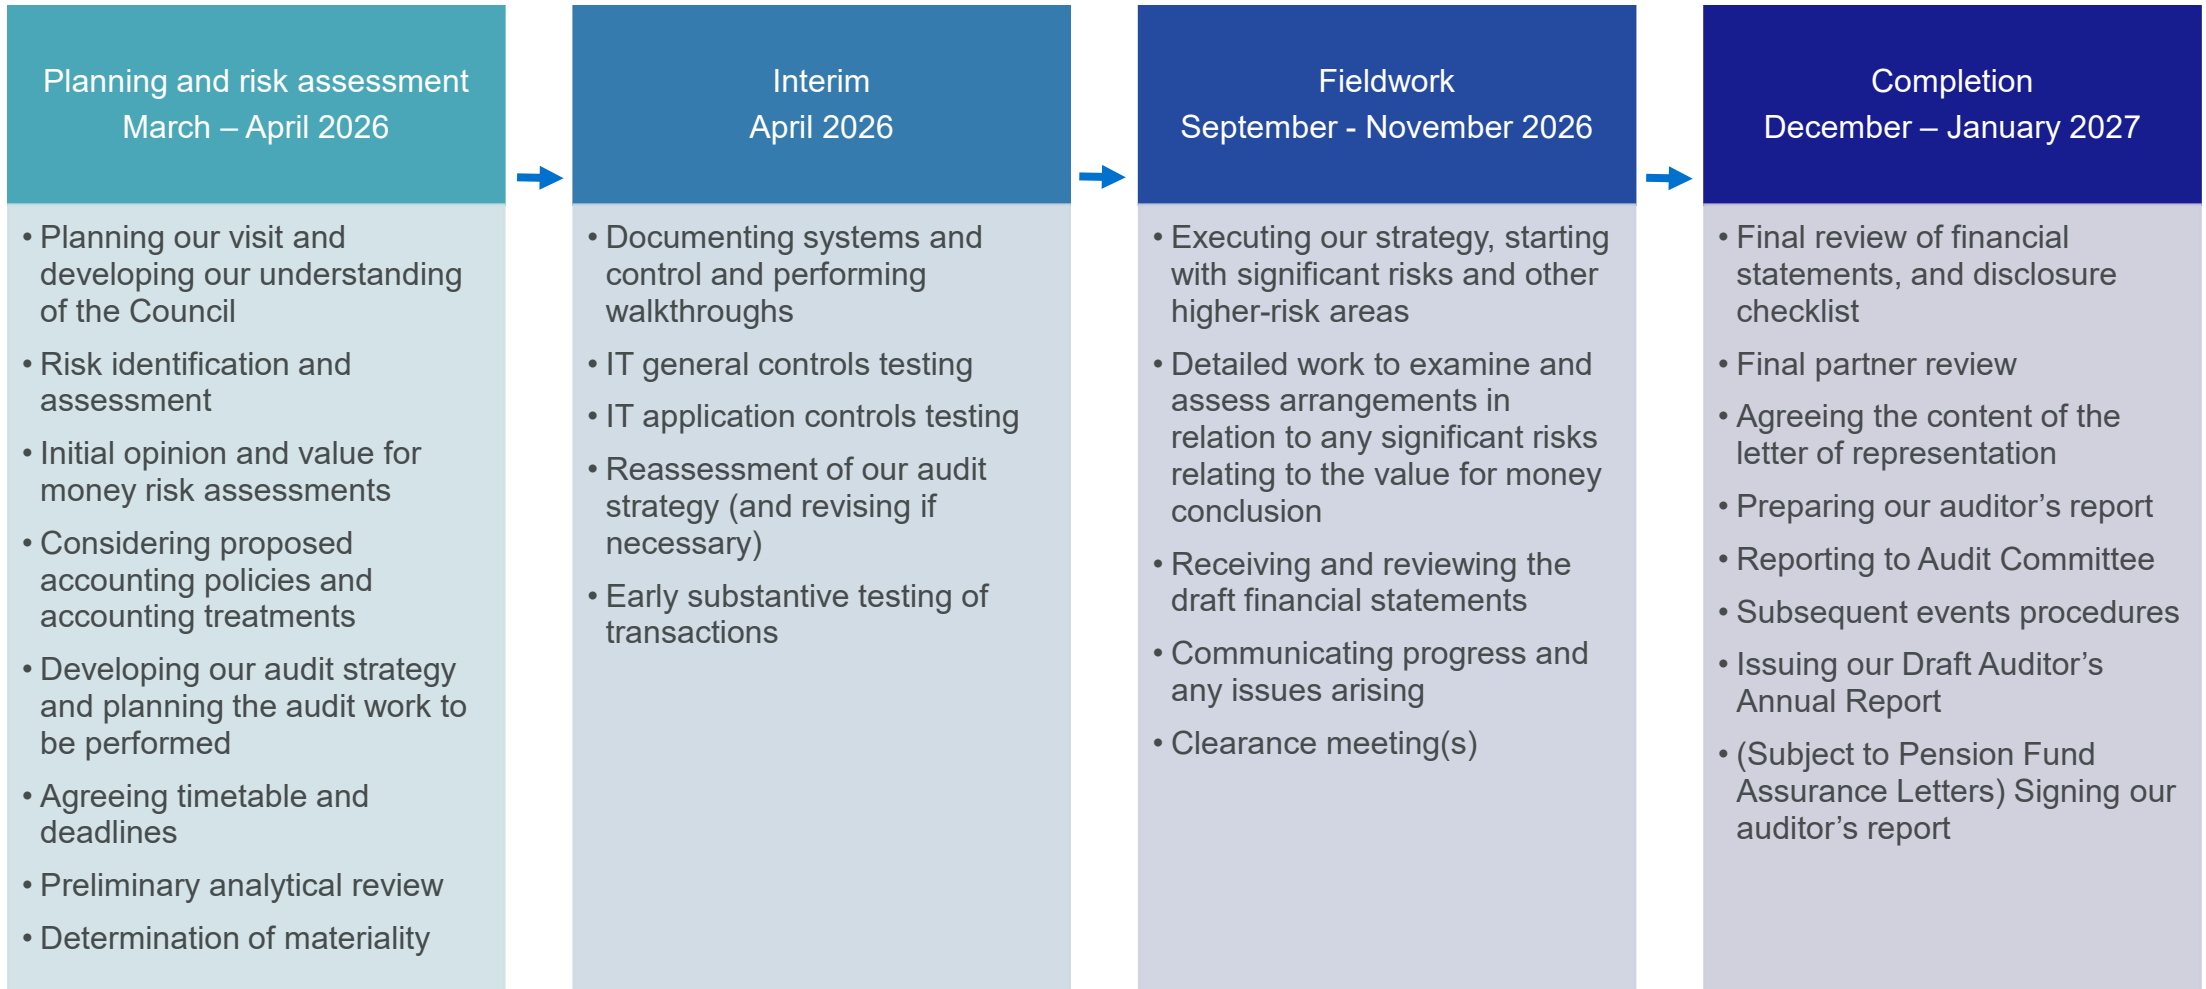 Planning and risk assessment
March – April 2026
• Planning our visit and
developing our understanding
of the Council
• Risk identification and
assessment
• Initial opinion and value for
money risk assessments
• Considering proposed
accounting policies and
accounting treatments
• Developing our audit strategy
and planning the audit work to
be performed
• Agreeing timetable and
deadlines
• Preliminary analytical review
• Determination of materiality
Interim
April 2026
• Documenting systems and
control and performing
walkthroughs
• IT general controls testing
• IT application controls testing
• Reassessment of our audit
strategy (and revising if
necessary)
• Early substantive testing of
transactions
Fieldwork
September - November 2026
• Executing our strategy, starting
with significant risks and other
higher-risk areas
• Detailed work to examine and
assess arrangements in
relation to any significant risks
relating to the value for money
conclusion
• Receiving and reviewing the
draft financial statements
• Communicating progress and
any issues arising
• Clearance meeting(s)
Completion
December – January 2027
• Final review of financial
statements, and disclosure
checklist
• Final partner review
• Agreeing the content of the
letter of representation
• Preparing our auditor’s report
• Reporting to Audit Committee
• Subsequent events procedures
• Issuing our Draft Auditor’s
Annual Report
• (Subject to Pension Fund
Assurance Letters) Signing our
auditor’s report